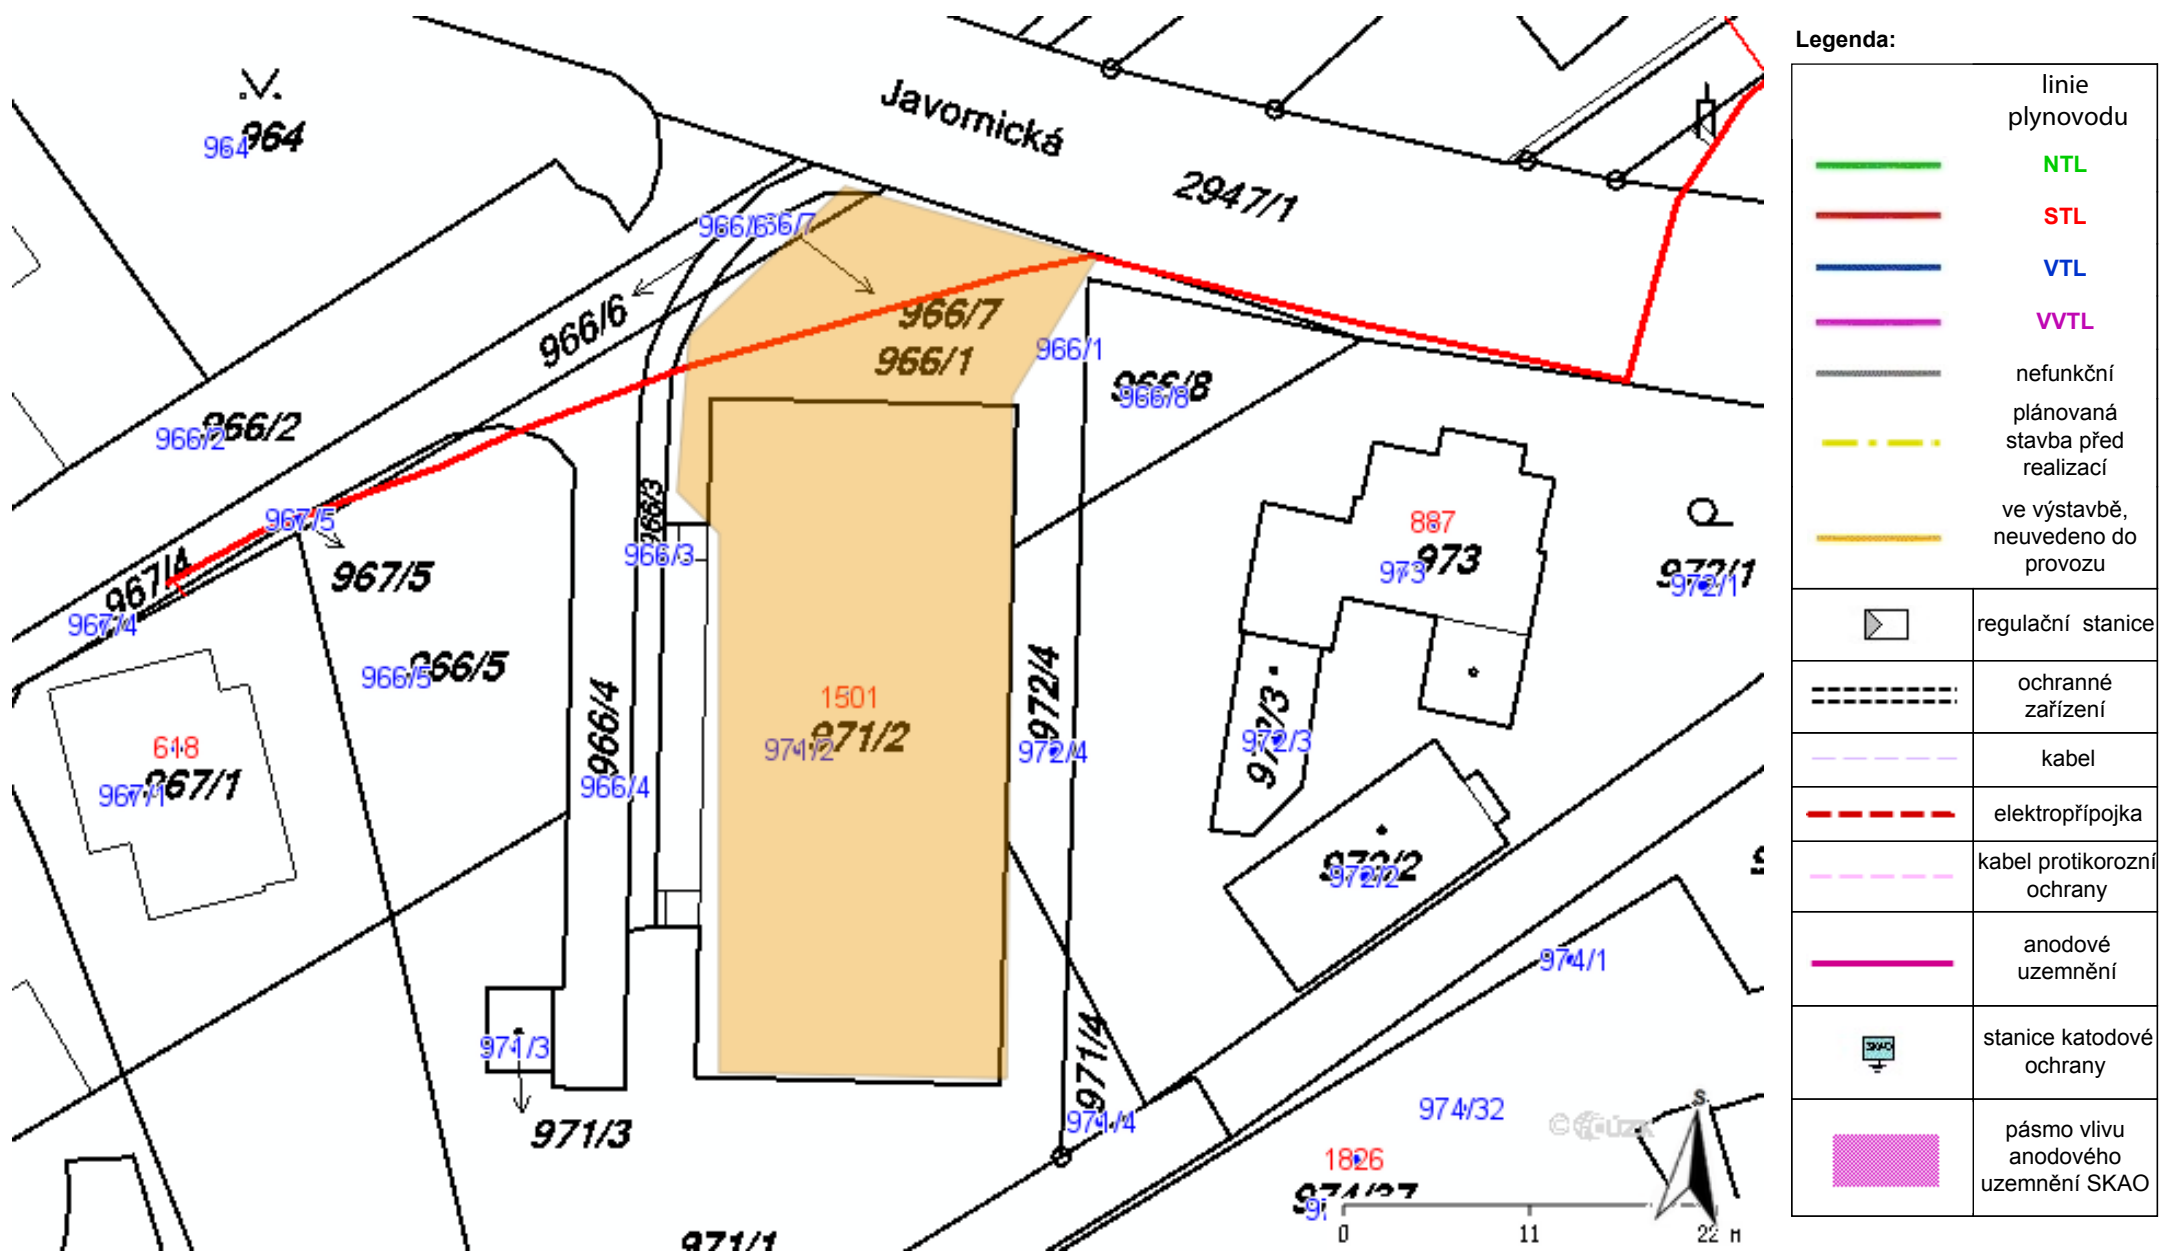 Legenda:
linie
plynovodu
NTL
STL
VTL
VVTL
nefunkční
plánovaná
stavba před
realizací
ve výstavbě,
neuvedeno do
provozu
regulační stanice
ochranné
zařízení
kabel
elektropřípojka
kabel protikorozní
ochrany
anodové
uzemnění
SKAO
stanice katodové
ochrany
pásmo vlivu
anodového
uzemnění SKAO
Javornická
2947/1
964
964
966/6
966/7
966/6
966/7
966/1
966/1
966/8
966/8
966/2
966/2
966/3
966/3
967/5
967/5
967/4
967/4
966/5
966/5
618
967/1
967/1
966/4
966/4
1501
971/2
971/2
972/4
972/4
887
973
973
972/1
972/1
972/3
972/3
972/2
972/2
974/1
971/3
971/3
971/4
971/4
974/32
1826
974/27
971/1
S
0
11
22 M